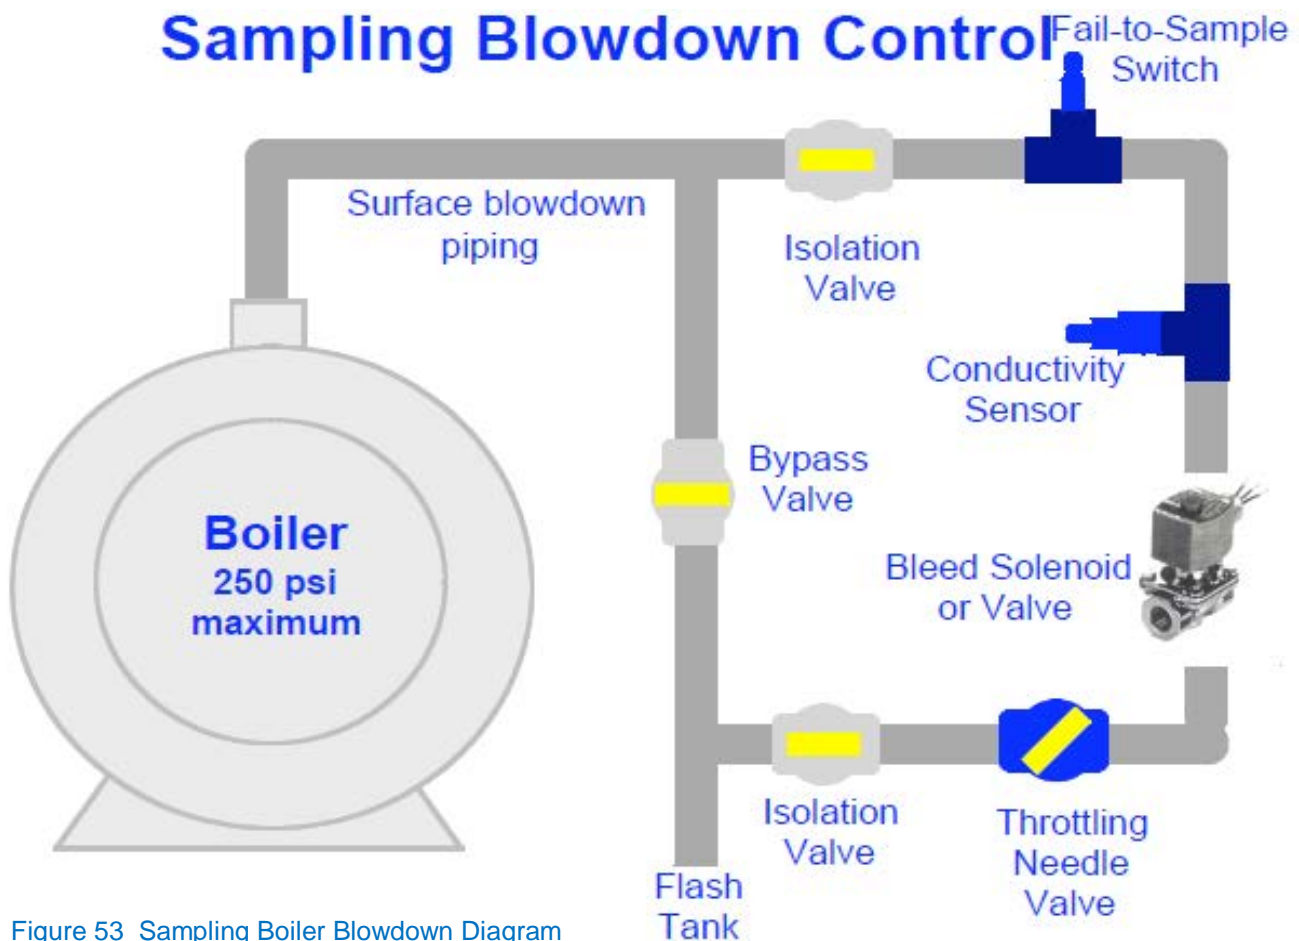 Sampling Blowdown Control
Fail-to-Sample
Switch
Surface blowdown
piping
Isolation
Valve
Conductivity
Sensor
Bypass
Valve
Boiler
250 psi
maximum
Bleed Solenoid
or Valve
Isolation
Valve
Throttling
Needle
Valve
Flash
Tank
Figure 53 Sampling Boiler Blowdown Diagram